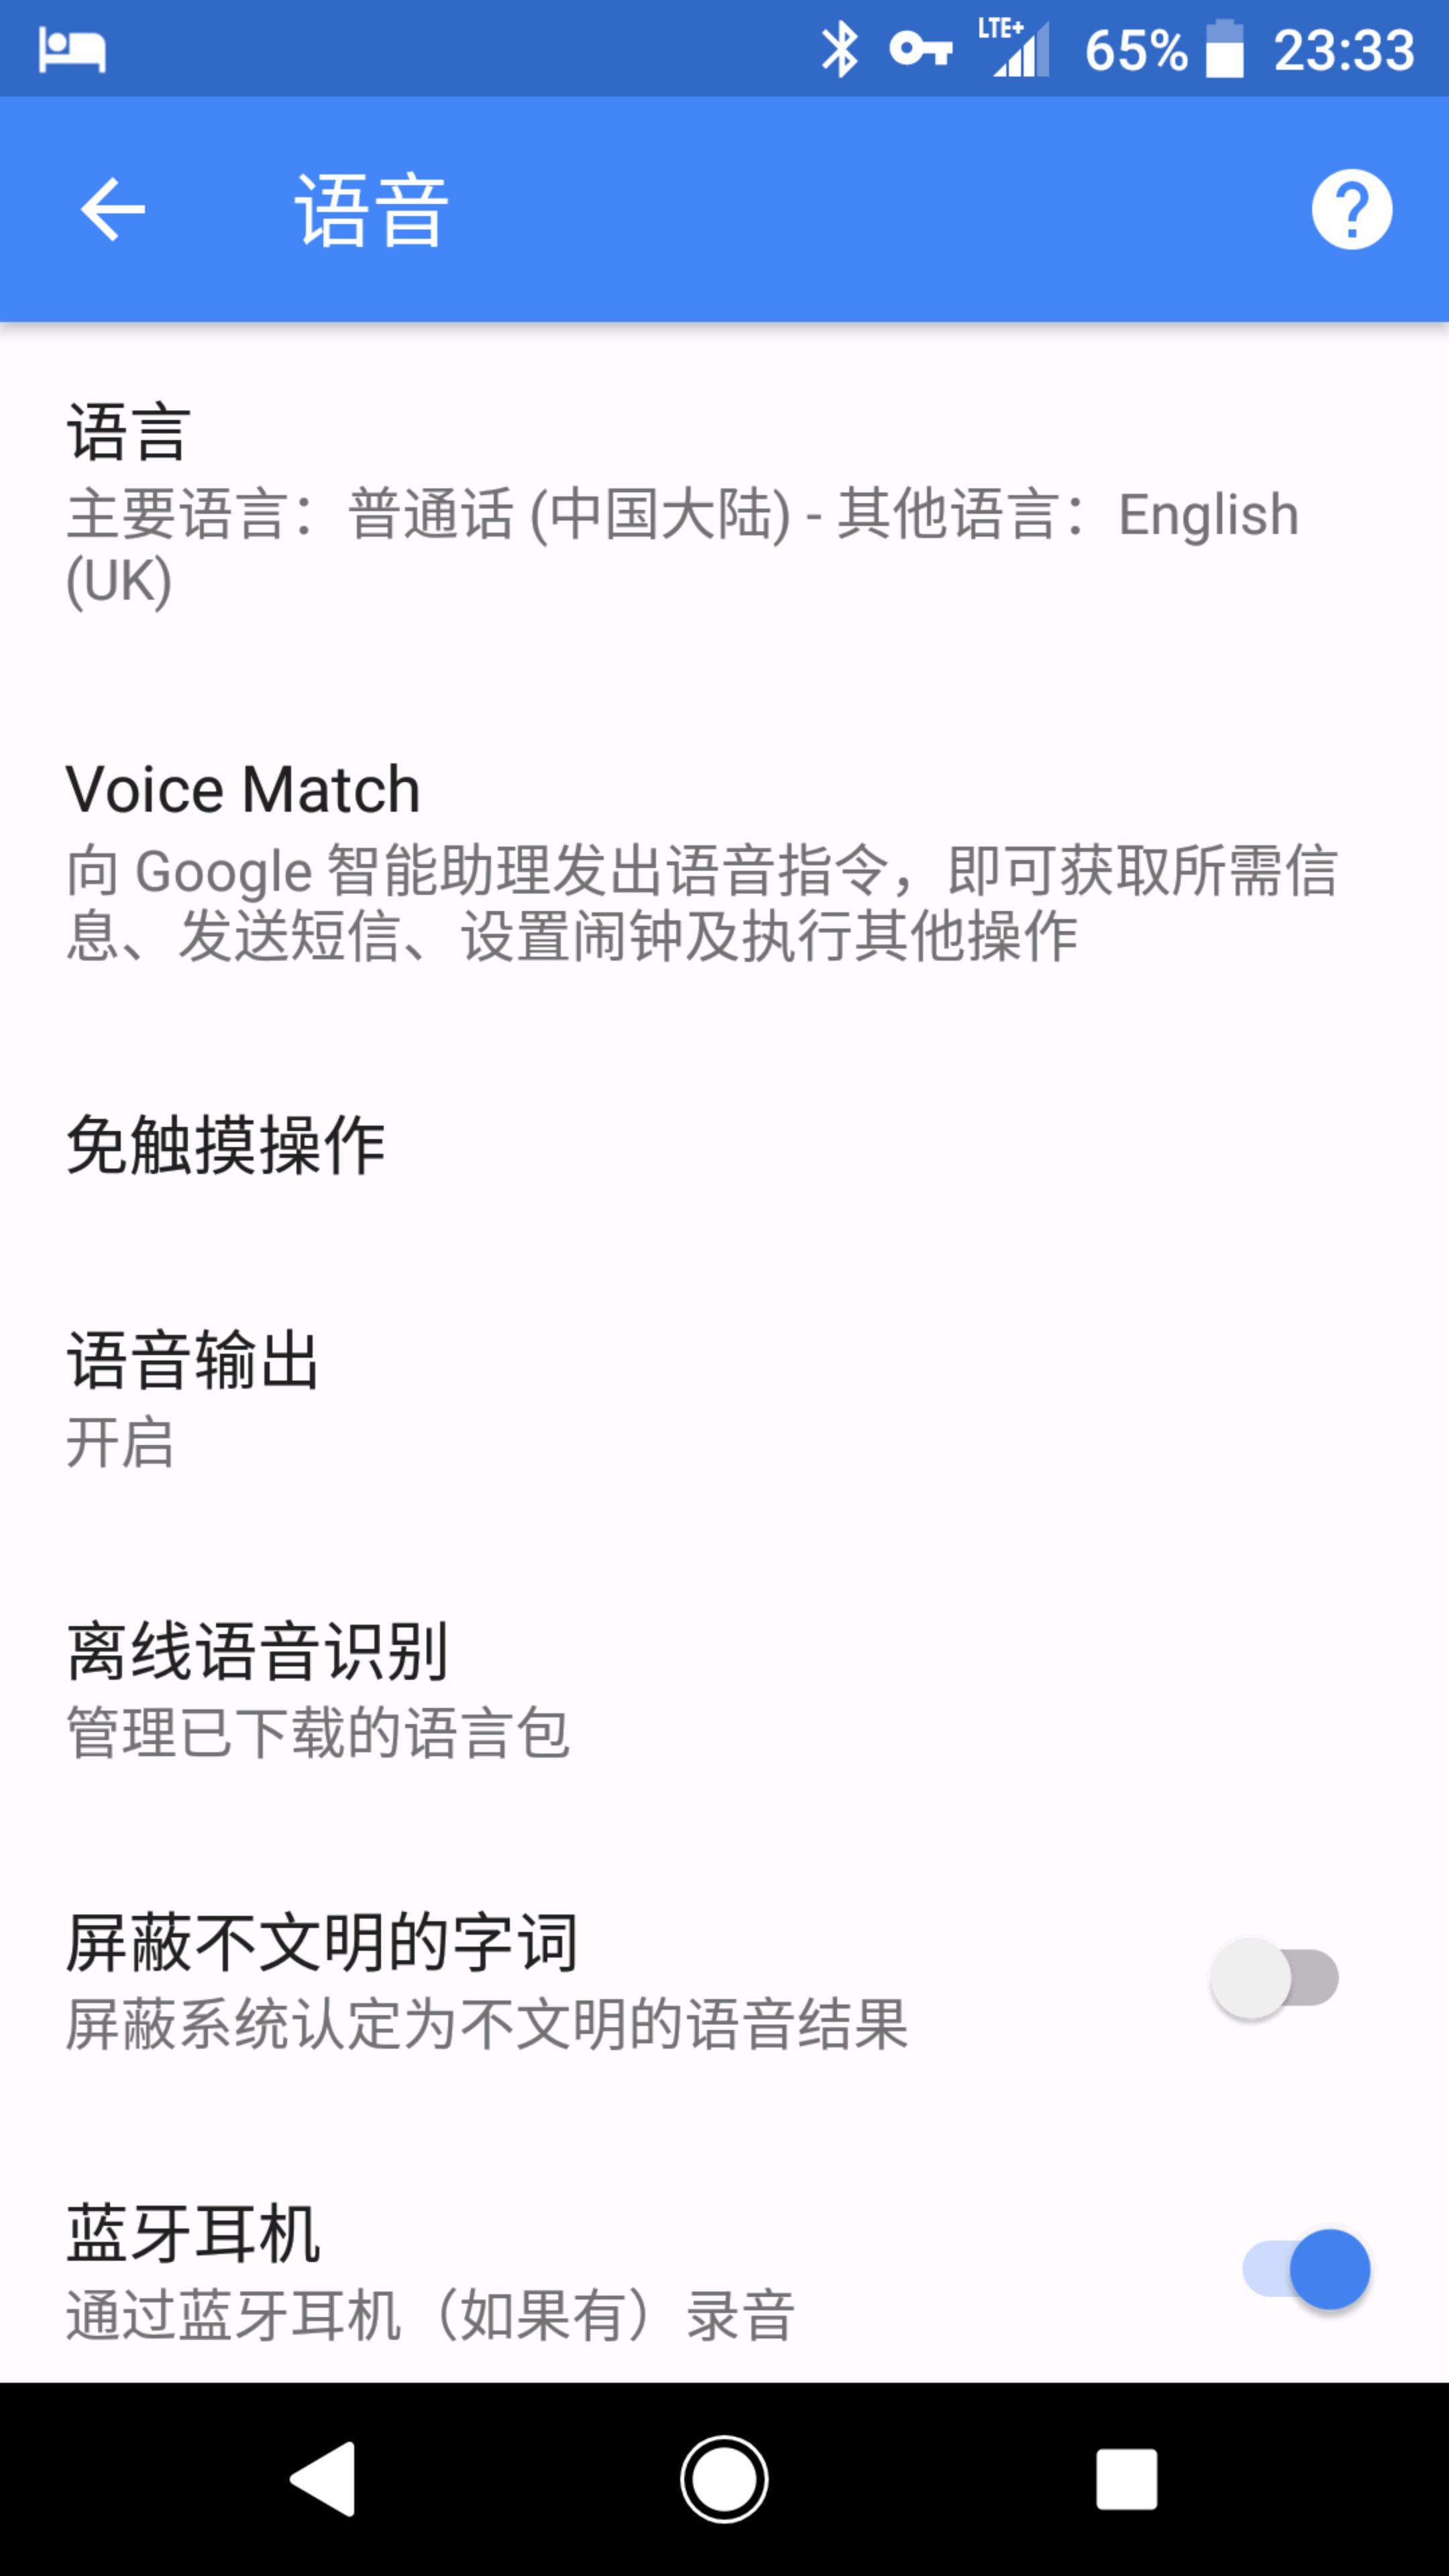 LTE+ 65% 23:33
语音
语言
主要语言：普通话 (中国大陆) - 其他语言：English
(UK)
Voice Match
向 Google 智能助理发出语音指令，即可获取所需信
息、发送短信、设置闹钟及执行其他操作
免触摸操作
语音输出
开启
离线语音识别
管理已下载的语言包
屏蔽不文明的字词
屏蔽系统认定为不文明的语音结果
蓝牙耳机
通过蓝牙耳机（如果有）录音